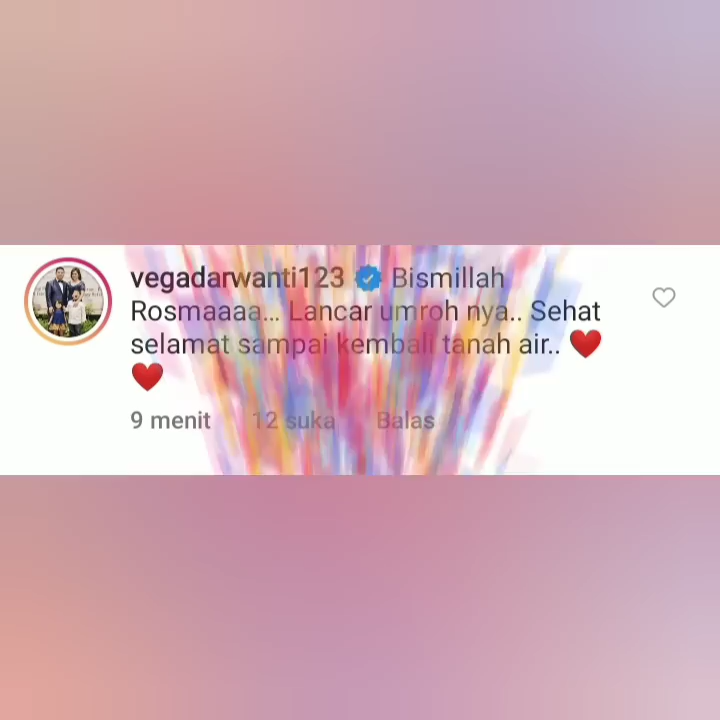 vegadarwanti123 Bismillah
Rosmaaaa... Lancar umroh nya.. Sehat
selamat sampai kembali tanah air.. ❤️
❤️
9 menit 12 suka Balas